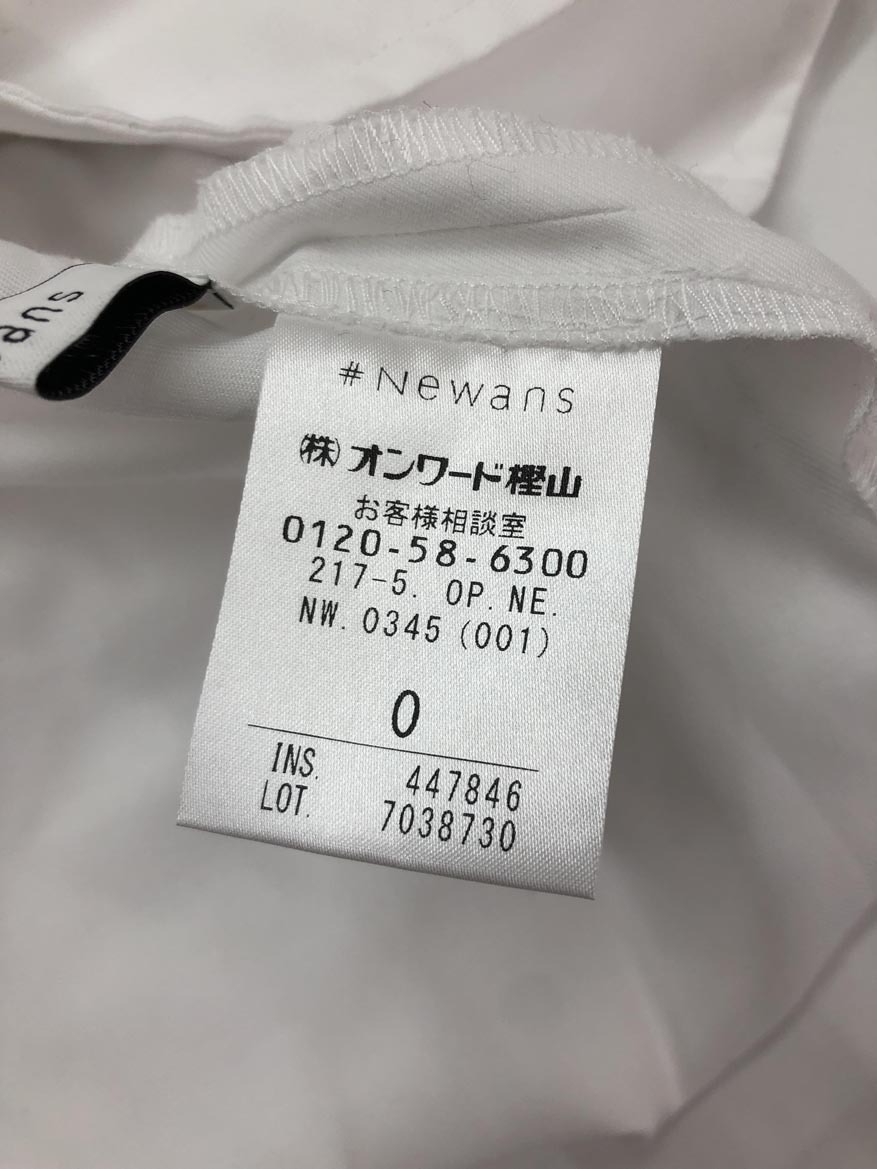 ans
#Newans
㈱オンワード樫山
お客様相談室
0120-58-6300
217-5. OP. NE.
NW. 0345 (001)
0
INS. 447846
LOT. 7038730